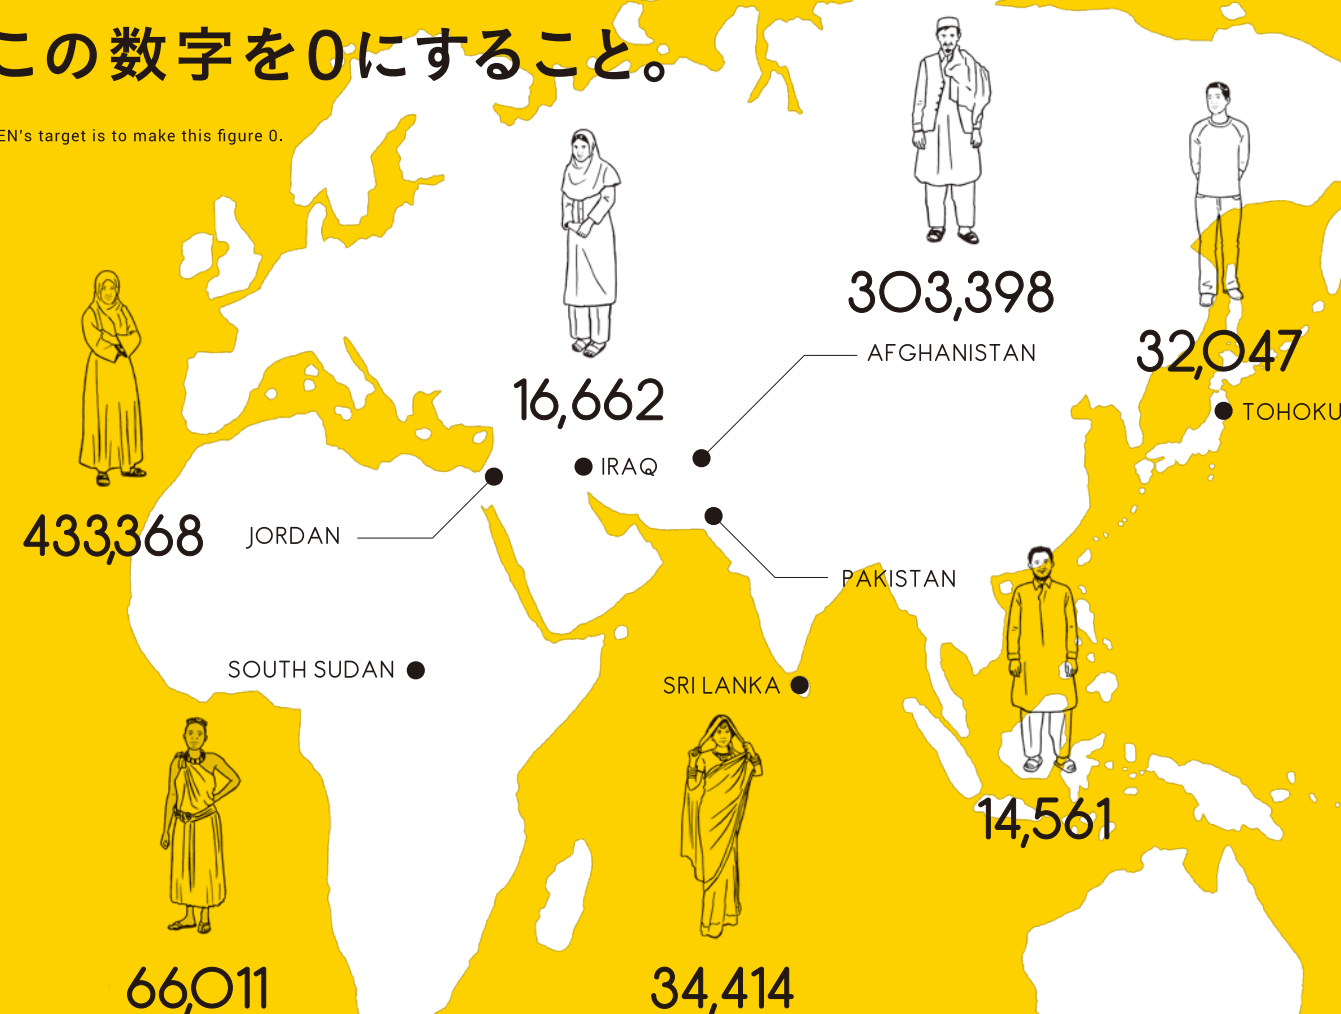 この数字を0にすること。
EN's target is to make this figure 0.
303,398
AFGHANISTAN
32,047
TOHOKU
16,662
IRAQ
433,368
JORDAN
PAKISTAN
14,561
SOUTH SUDAN
66,011
SRI LANKA
34,414